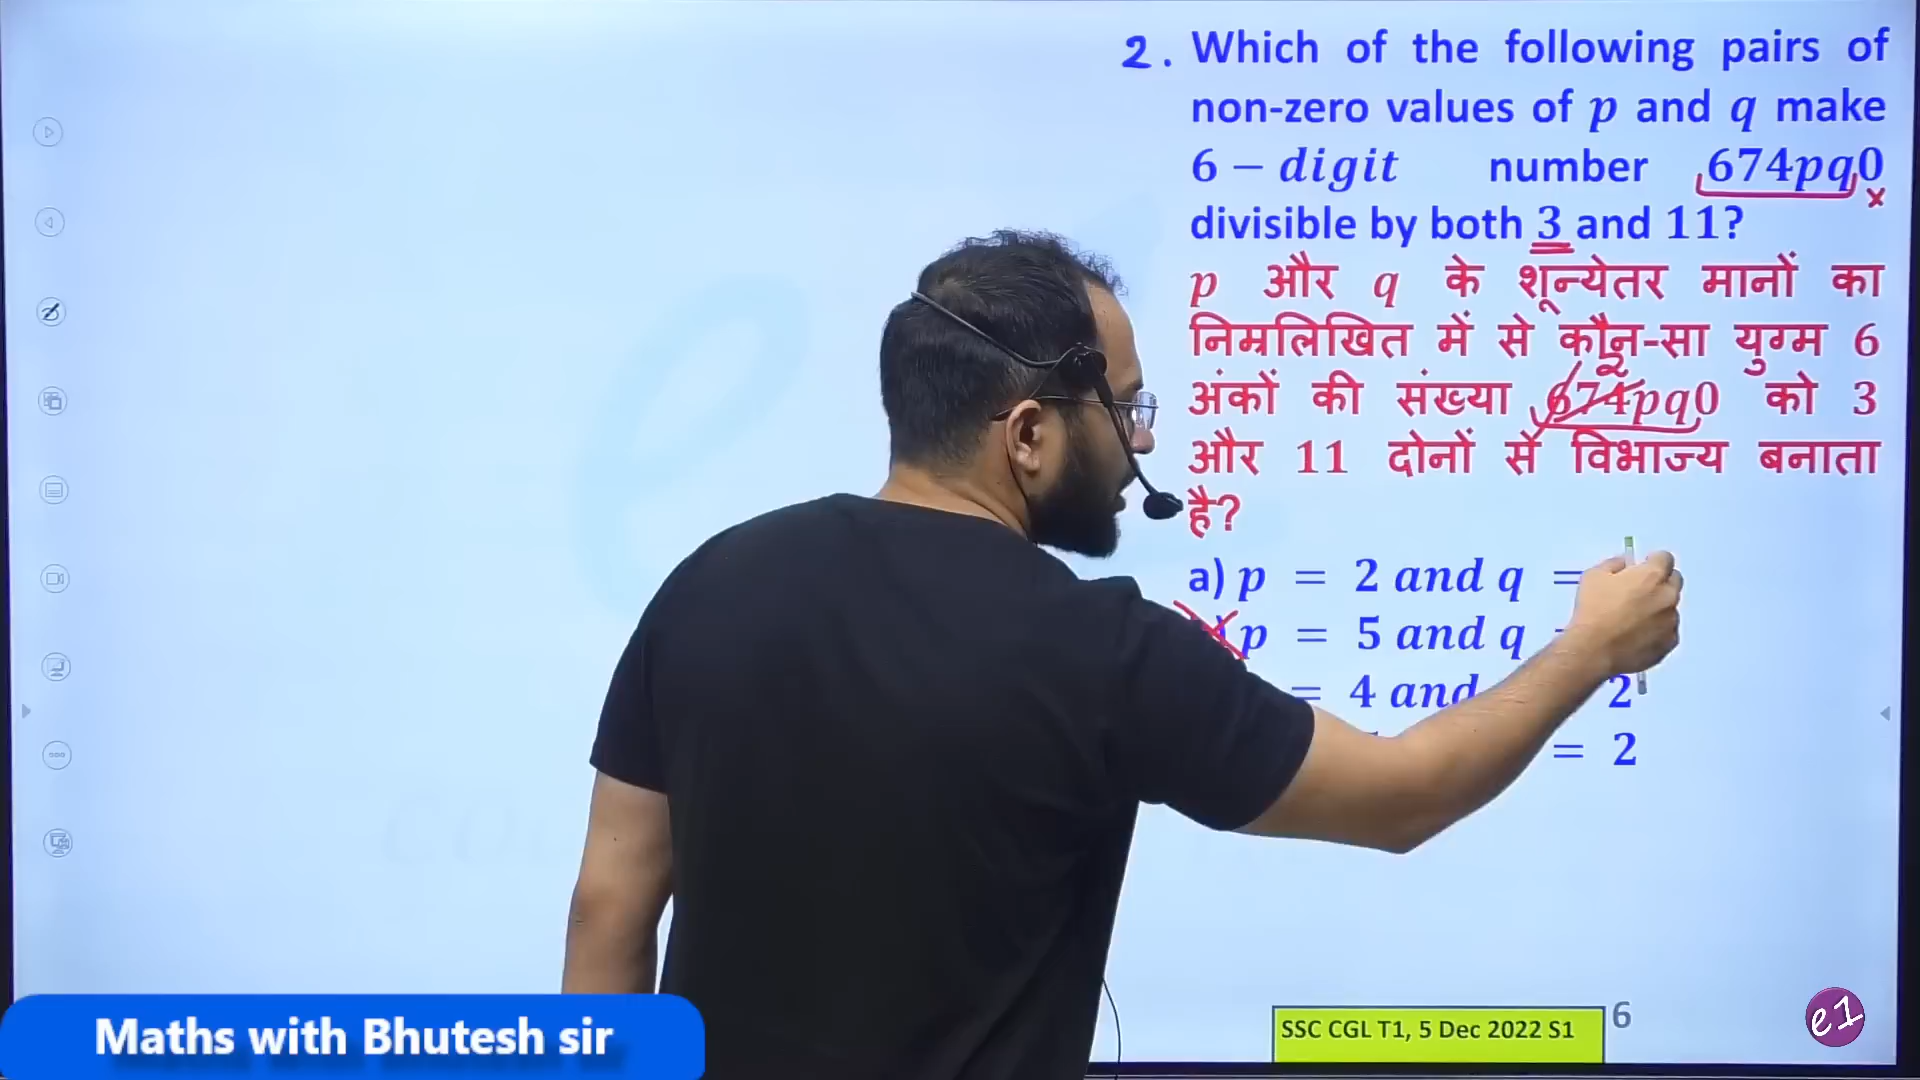 2. Which of the following pairs of
non-zero values of p and q make
6 – digit number 674pq0
divisible by both 3 and 11?
p और q के शून्येतर मानों का
निम्नलिखित में से कौन-सा युग्म 6
अंकों की संख्या 674pq0 को 3
और 11 दोनों से विभाज्य बनाता
है?
a) p = 2 and q =
p = 5 and q
= 4 and 2
= 2
SSC CGL T1, 5 Dec 2022 S1
6
e1
Maths with Bhutesh sir